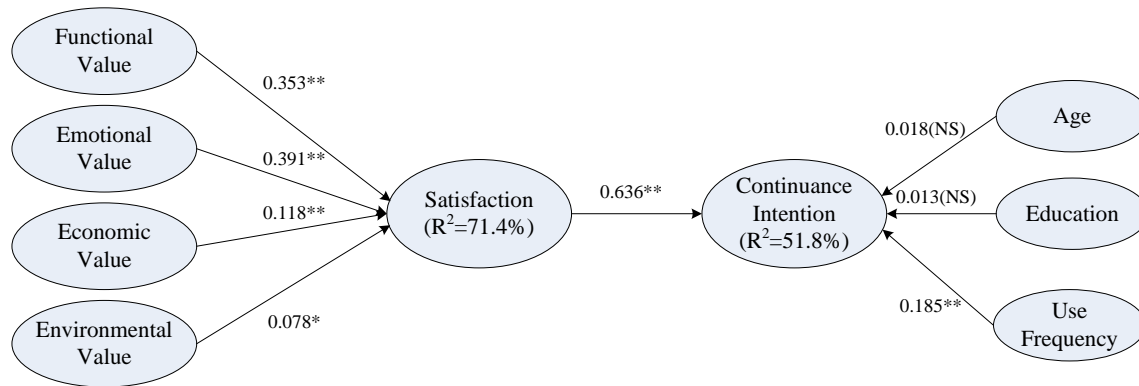 Functional
Value
0.353**
Emotional
Value
0.391**
Economic
Value
0.118**
Environmental
Value
0.078*
Satisfaction
(R²=71.4%)
0.636**
Continuance
Intention
(R²=51.8%)
0.018(NS)
Age
0.013(NS)
Education
0.185**
Use
Frequency